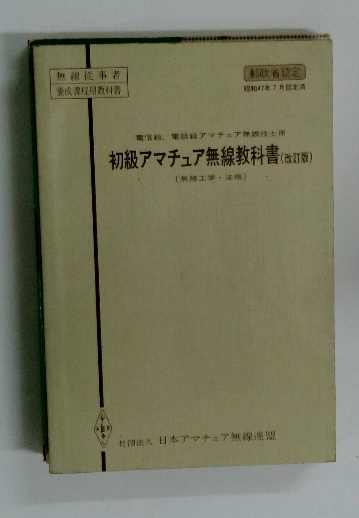 無線従事者
養成課程用教科書
郵政省認定
昭和47年7月認定済
電信級、電話級アマチュア無線技士用
初級アマチュア無線教科書(改訂版)
(無線工学・法規)
社団法人 日本アマチュア無線連盟